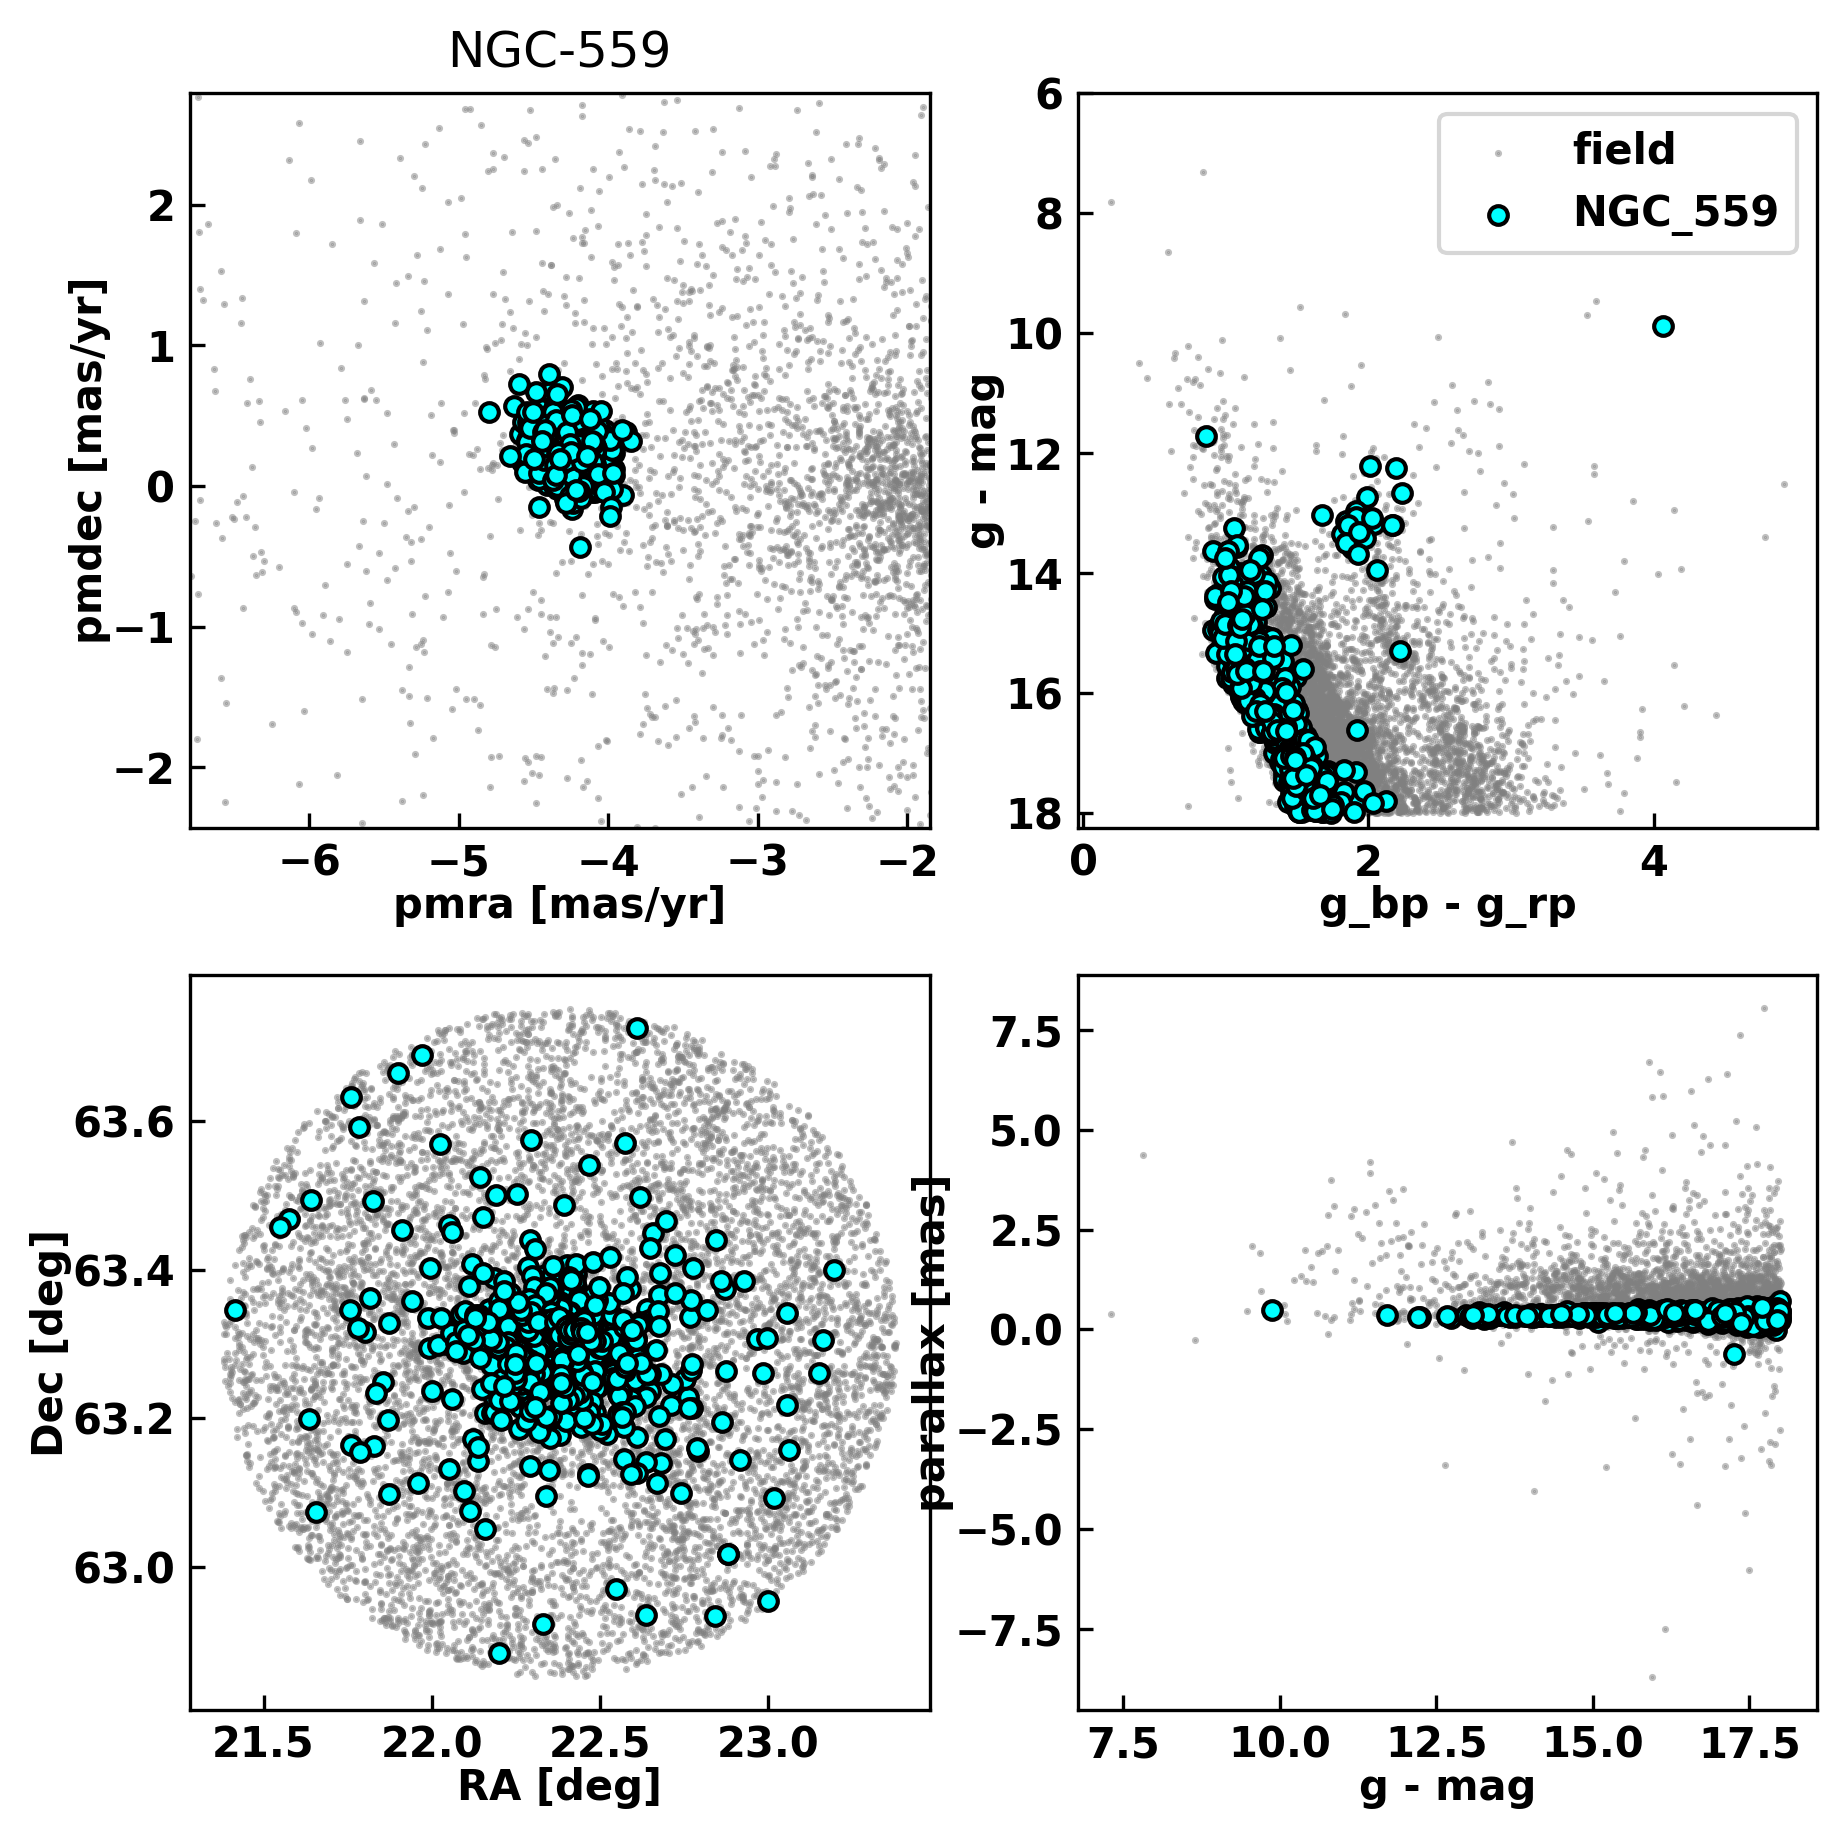 NGC-559
2
1
0
−1
−2
pmdec [mas/yr]
−6 −5 −4 −3 −2
pmra [mas/yr]
6
8
10
12
14
16
18
g - mag
field
NGC_559
0 2 4
g_bp - g_rp
63.6
63.4
63.2
63.0
Dec [deg]
21.5 22.0 22.5 23.0
RA [deg]
7.5
5.0
2.5
0.0
−2.5
−5.0
−7.5
parallax [mas]
7.5 10.0 12.5 15.0 17.5
g - mag